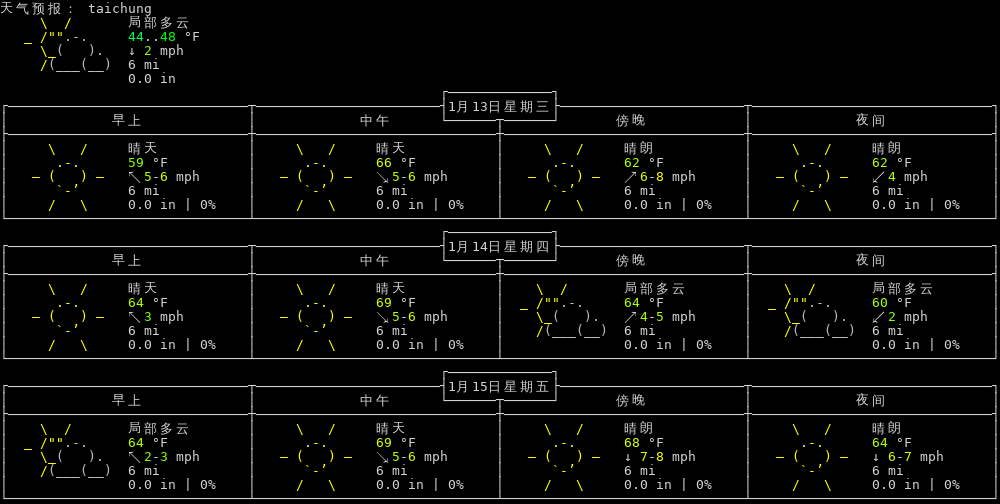 天气预报： taichung
局部多云
44..48 °F
↓ 2 mph
6 mi
0.0 in
1月13日星期三
早上 中午 傍晚 夜间
晴天 晴天 晴朗 晴朗
59 °F 66 °F 62 °F 62 °F
↖ 5-6 mph ↘ 5-6 mph ↗ 6-8 mph ↙ 4 mph
6 mi 6 mi 6 mi 6 mi
0.0 in | 0% 0.0 in | 0% 0.0 in | 0% 0.0 in | 0%
1月14日星期四
早上 中午 傍晚 夜间
晴天 晴天 局部多云 局部多云
64 °F 69 °F 64 °F 60 °F
↖ 3 mph ↘ 5-6 mph ↗ 4-5 mph ↙ 2 mph
6 mi 6 mi 6 mi 6 mi
0.0 in | 0% 0.0 in | 0% 0.0 in | 0% 0.0 in | 0%
1月15日星期五
早上 中午 傍晚 夜间
局部多云 晴天 晴朗 晴朗
64 °F 69 °F 68 °F 64 °F
↖ 2-3 mph ↘ 5-6 mph ↓ 7-8 mph ↓ 6-7 mph
6 mi 6 mi 6 mi 6 mi
0.0 in | 0% 0.0 in | 0% 0.0 in | 0% 0.0 in | 0%